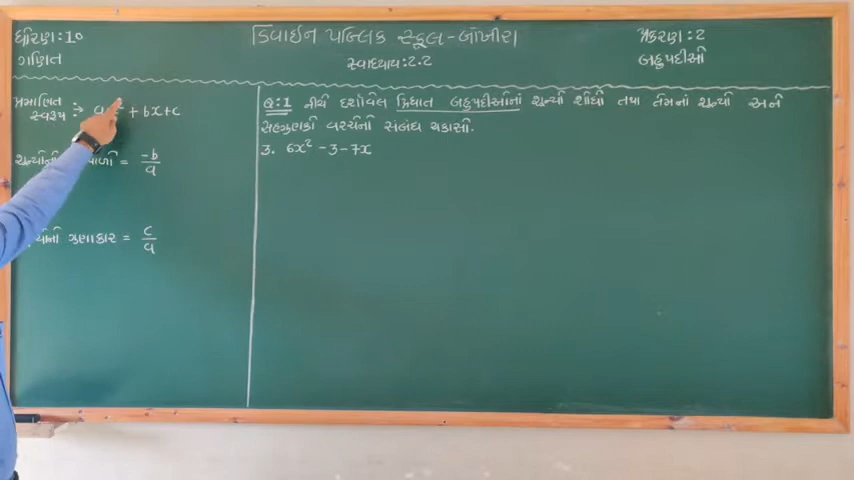 ધોરણ:10
ગણિત
ડિવાઈન પબ્લિક સ્કૂલ-બાંખોરા
સ્વાધ્યાય:2.2
પ્રકરણ:2
બહુપદીઓ
પ્રમાણિત
સ્વરૂપ :→ + bx+c
= -b/a
ગુણાકાર = c/a
Q:1 નીચે દર્શાવેલ દ્વિઘાત બહુપદીઓનાં શૂન્યો શોધો તથા તેમનાં શૂન્યો અને
સહગુણકો વચ્ચેનો સંબંધ ચકાસો.
3. 6x² -3-7x